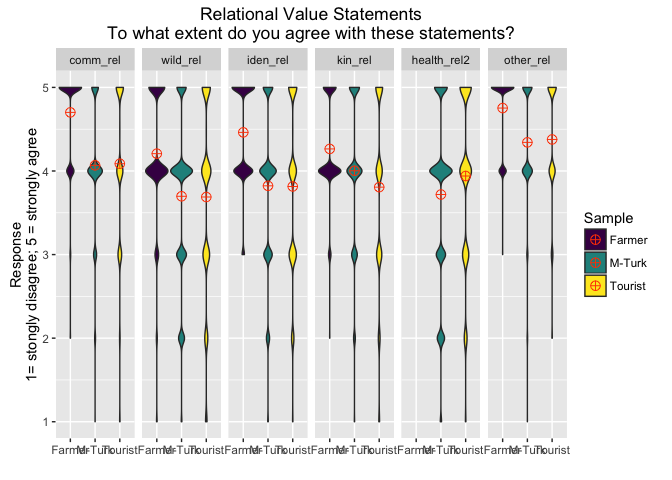 Relational Value Statements
To what extent do you agree with these statements?
comm_rel wild_rel iden_rel kin_rel health_rel2 other_rel
Response
1= stongly disagree; 5 = strongly agree
5
4
3
2
1
Farmer M-Turk Tourist Farmer M-Turk Tourist Farmer M-Turk Tourist Farmer M-Turk Tourist Farmer M-Turk Tourist Farmer M-Turk Tourist
Sample
Farmer
M-Turk
Tourist